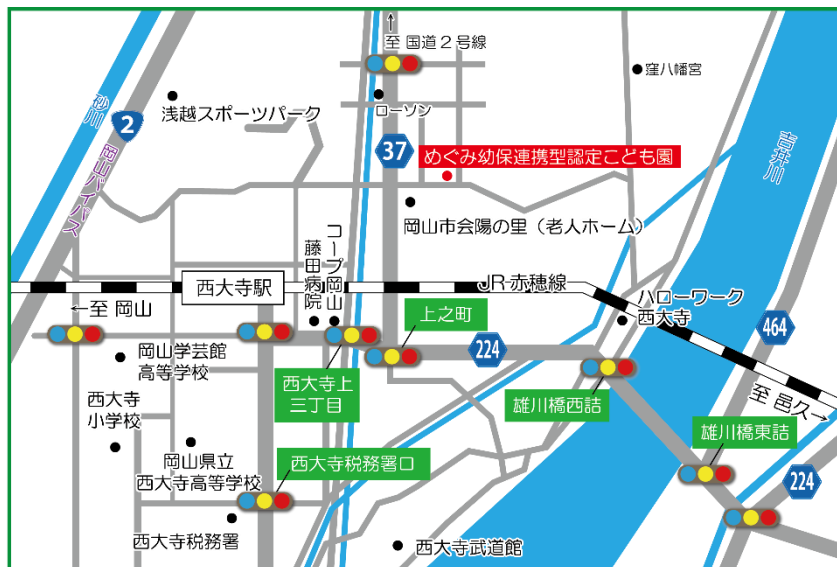 至 国道2号線
窪八幡宮
浅越スポーツパーク
ローソン
砂川
2
岡山バイパス
吉井川
37
めぐみ幼保連携型認定こども園
岡山市会陽の里（老人ホーム）
コープ岡山
藤田病院
西大寺駅
JR赤穂線
←至 岡山
ハローワーク
西大寺
上之町
464
224
岡山学芸館
高等学校
西大寺上
三丁目
雄川橋西詰
至 邑久→
西大寺
小学校
雄川橋東詰
岡山県立
西大寺高等学校
西大寺税務署口
224
西大寺税務署
西大寺武道館